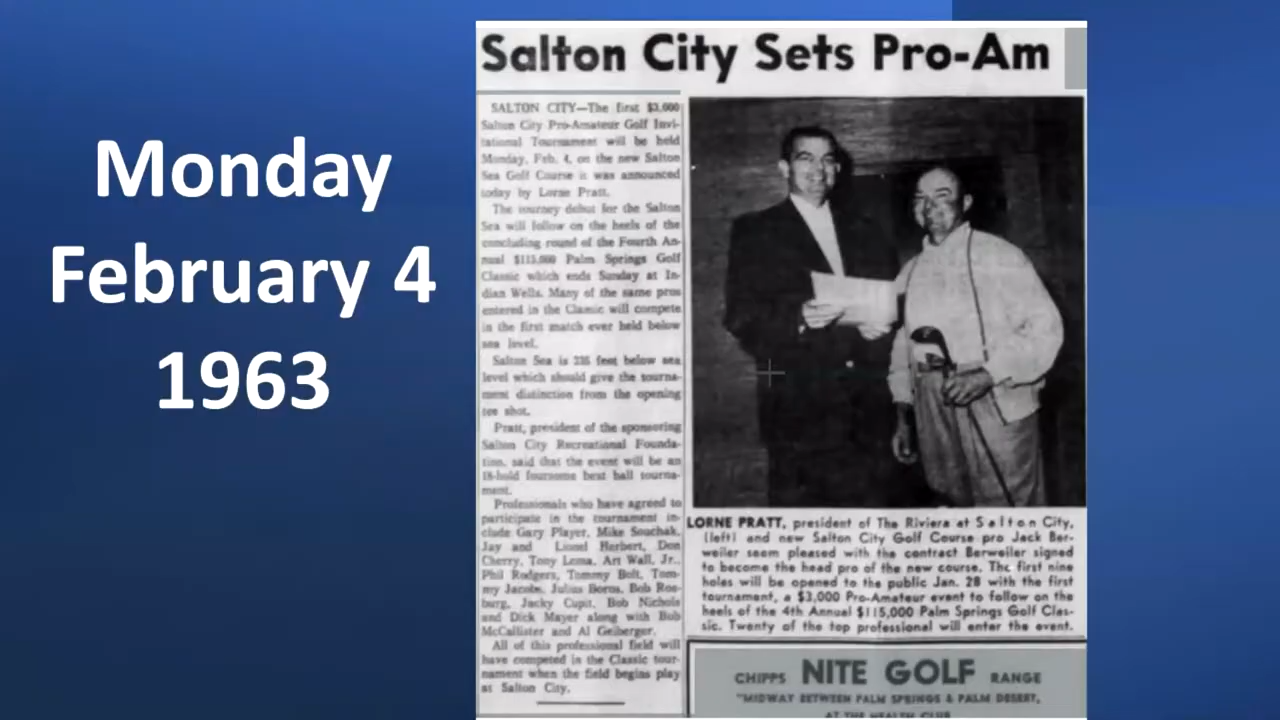 Monday
February 4
1963
Salton City Sets Pro-Am
SALTON CITY—The first $3,000
Salton City Pro-Amateur Golf Invi-
tational Tournament will be held
Monday, Feb. 4, on the new Salton
Sea Golf Course it was announced
today by Lorne Pratt.
The tourney debut for the Salton
Sea will follow on the heels of the
concluding round of the Fourth An-
nual $115,000 Palm Springs Golf
Classic which ends Sunday at In-
dian Wells. Many of the same pros
entered in the Classic will compete
in the first match ever held below
sea level.
Salton Sea is 235 feet below sea
level which should give the tourna-
ment distinction from the opening
tee shot.
Pratt, president of the sponsoring
Salton City Recreational Founda-
tion, said that the event will be an
18-hold foursome best ball tourna-
ment.
Professionals who have agreed to
participate in the tournament in-
clude Gary Player, Mike Souchak,
Jay and Lionel Herbert, Don
Cherry, Tony Lema, Art Wall, Jr.,
Phil Rodgers, Tommy Bolt, Tom-
my Jacobs, Julius Boros, Bob Ros-
burg, Jacky Cupit, Bob Nichols
and Dick Mayer along with Bob
McCallister and Al Geiberger.
All of this professional field will
have competed in the Classic tour-
nament when the field begins play
at Salton City.
LORNE PRATT, president of The Riviera at Salton City,
(left) and new Salton City Golf Course pro Jack Ber-
weiler seem pleased with the contract Berweiler signed
to become the head pro of the new course. The first nine
holes will be opened to the public Jan. 28 with the first
tournament, a $3,000 Pro-Amateur event to follow on the
heels of the 4th Annual $115,000 Palm Springs Golf Clas-
sic. Twenty of the top professional will enter the event.
CHIPPS NITE GOLF RANGE
"MIDWAY BETWEEN PALM SPRINGS & PALM DESERT,
AT THE HEALTH CLUB